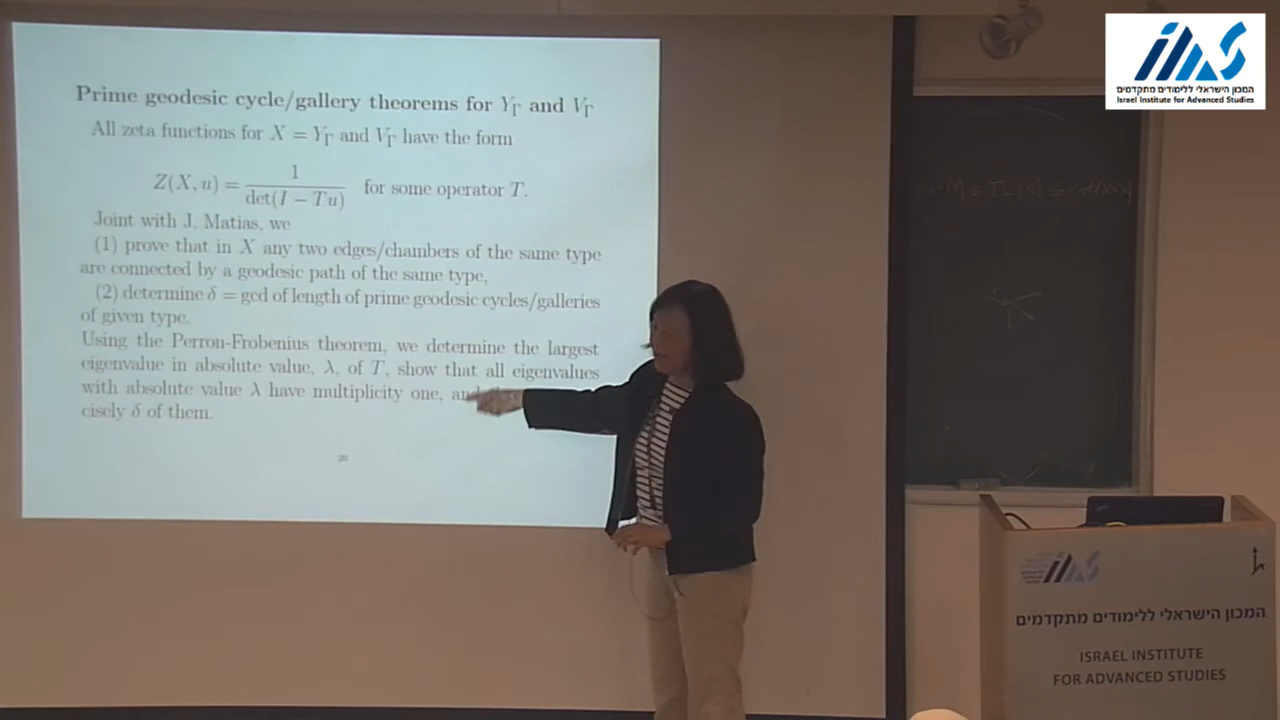 Prime geodesic cycle/gallery theorems for Y_Γ and V_Γ
All zeta functions for X = Y_Γ and V_Γ have the form
Z(X, u) = 1 / det(I − Tu) for some operator T.
Joint with J. Matias, we
(1) prove that in X any two edges/chambers of the same type
are connected by a geodesic path of the same type,
(2) determine δ = gcd of length of prime geodesic cycles/galleries
of given type.
Using the Perron-Frobenius theorem, we determine the largest
eigenvalue in absolute value, λ, of T, show that all eigenvalues
with absolute value λ have multiplicity one, and
cisely δ of them.
20
המכון הישראלי ללימודים מתקדמים
Israel Institute for Advanced Studies
המכון הישראלי ללימודים מתקדמים
ISRAEL INSTITUTE
FOR ADVANCED STUDIES